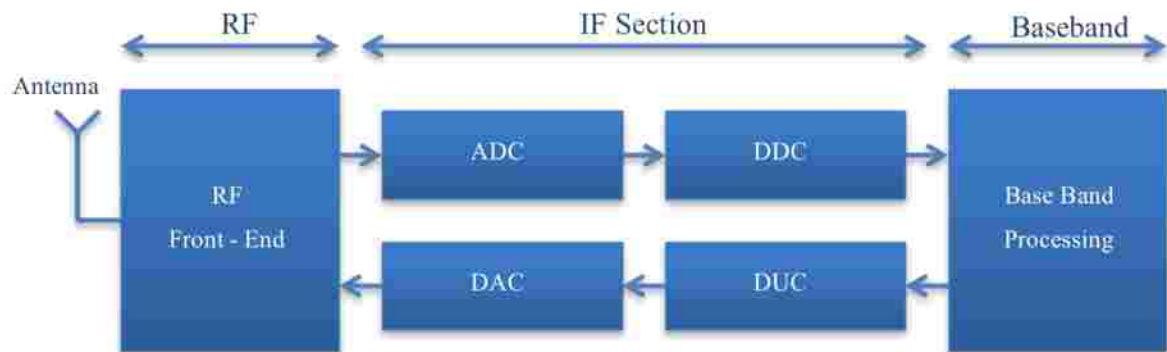 RF
IF Section
Baseband
Antenna
RF
Front - End
ADC
DDC
DAC
DUC
Base Band
Processing